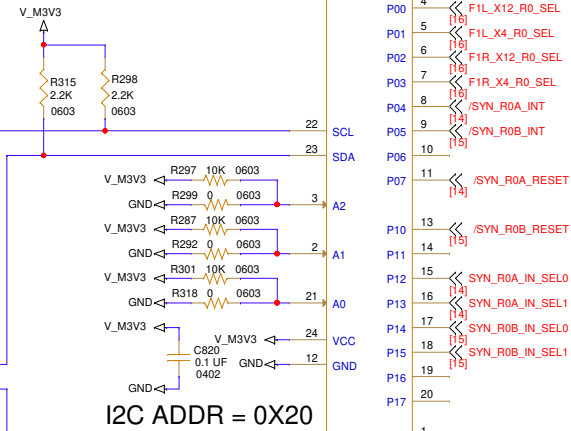 V_M3V3
R315
2.2K
0603
R298
2.2K
0603
22 SCL
23 SDA
V_M3V3 R297 10K 0603
GND R299 0 0603 3 A2
V_M3V3 R287 10K 0603
GND R292 0 0603 2 A1
V_M3V3 R301 10K 0603
GND R318 0 0603 21 A0
V_M3V3
C820
0.1 UF
0402
GND
V_M3V3 24 VCC
GND 12 GND
I2C ADDR = 0X20
P00 4 F1L_X12_R0_SEL
[16]
P01 5 F1L_X4_R0_SEL
[16]
P02 6 F1R_X12_R0_SEL
[16]
P03 7 F1R_X4_R0_SEL
[16]
P04 8 /SYN_R0A_INT
[14]
P05 9 /SYN_R0B_INT
[15]
P06 10
P07 11 /SYN_R0A_RESET
[14]
P10 13 /SYN_R0B_RESET
[15]
P11 14
P12 15 SYN_R0A_IN_SEL0
[14]
P13 16 SYN_R0A_IN_SEL1
[14]
P14 17 SYN_R0B_IN_SEL0
[15]
P15 18 SYN_R0B_IN_SEL1
[15]
P16 19
P17 20
1